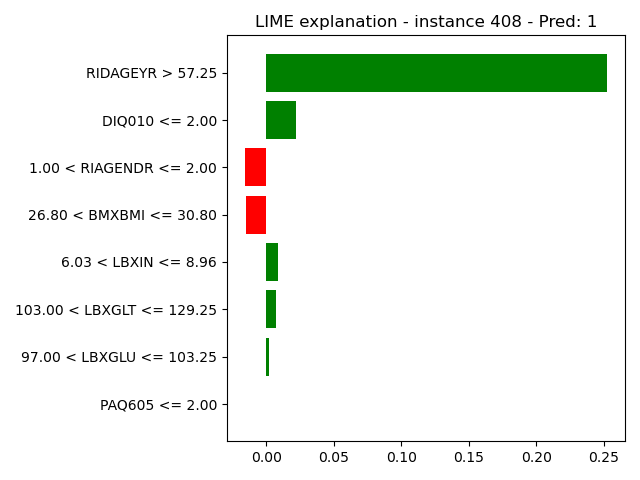 LIME explanation - instance 408 - Pred: 1
RIDAGEYR > 57.25
DIQ010 <= 2.00
1.00 < RIAGENDR <= 2.00
26.80 < BMXBMI <= 30.80
6.03 < LBXIN <= 8.96
103.00 < LBXGLT <= 129.25
97.00 < LBXGLU <= 103.25
PAQ605 <= 2.00
0.00 0.05 0.10 0.15 0.20 0.25